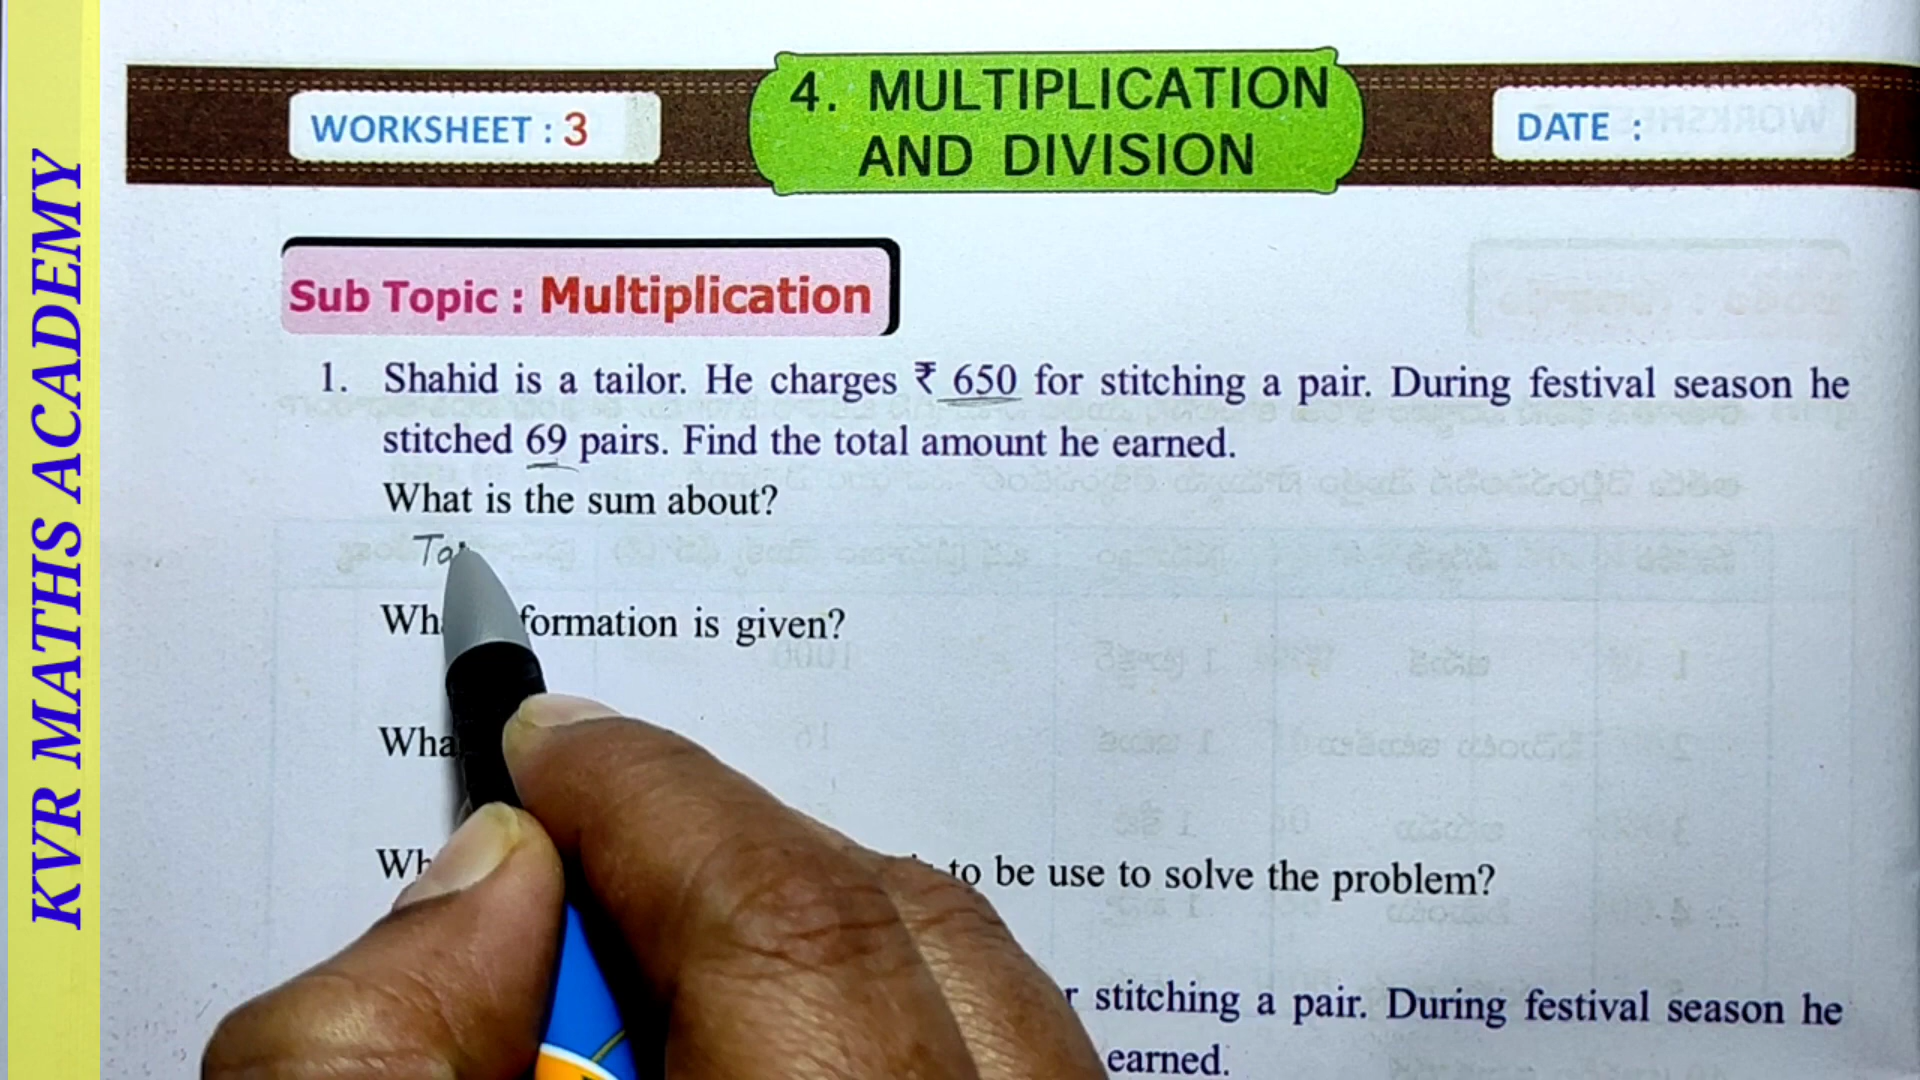 KVR MATHS ACADEMY
WORKSHEET : 3
4. MULTIPLICATION
AND DIVISION
DATE :
Sub Topic : Multiplication
1. Shahid is a tailor. He charges ₹ 650 for stitching a pair. During festival season he
stitched 69 pairs. Find the total amount he earned.
What is the sum about?
formation is given?
to be use to solve the problem?
stitching a pair. During festival season he
earned.